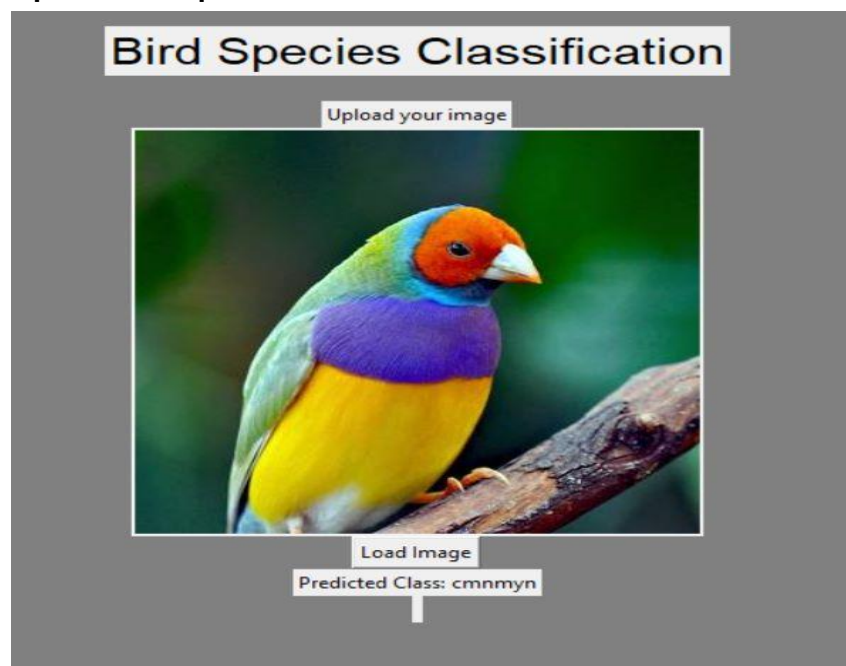 Bird Species Classification
Upload your image
Load Image
Predicted Class: cmnmyn